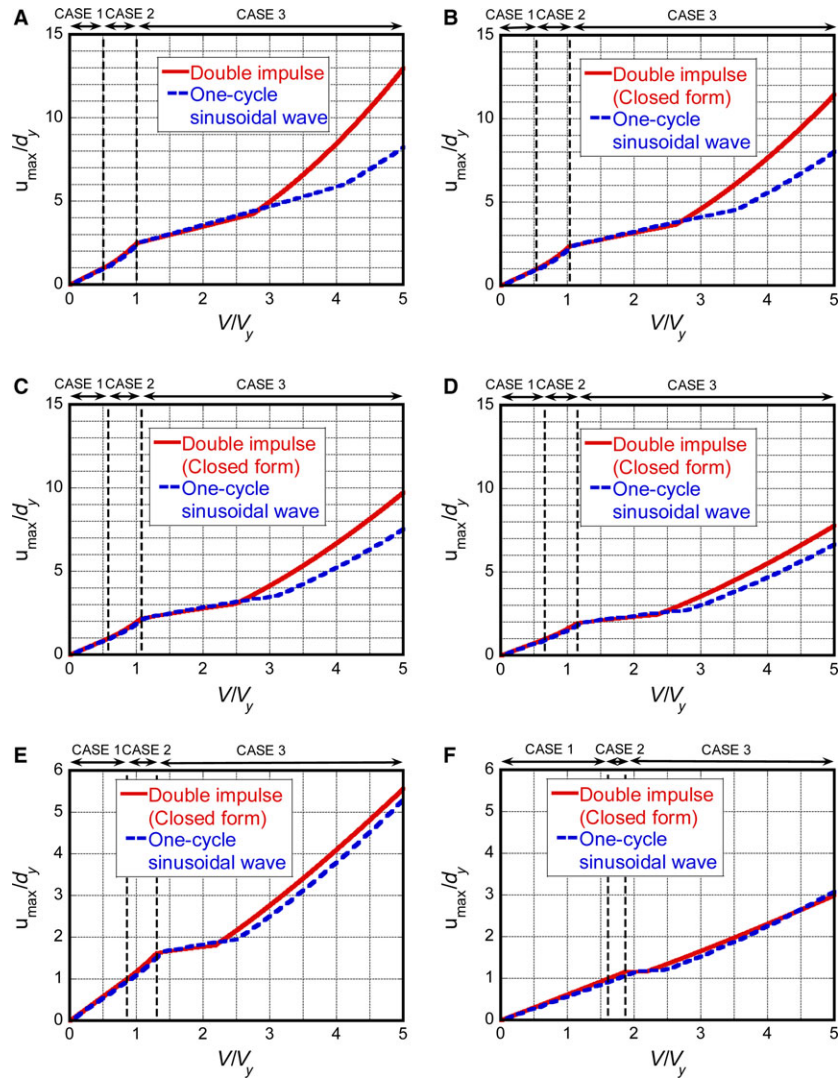 A
CASE 1 CASE 2 CASE 3
15
10
5
0
u_max/d_y
Double impulse
One-cycle
sinusoidal wave
0 1 2 3 4 5
V/V_y
B
CASE 1 CASE 2 CASE 3
15
10
5
0
u_max/d_y
Double impulse
(Closed form)
One-cycle
sinusoidal wave
0 1 2 3 4 5
V/V_y
C
CASE 1 CASE 2 CASE 3
15
10
5
0
u_max/d_y
Double impulse
(Closed form)
One-cycle
sinusoidal wave
0 1 2 3 4 5
V/V_y
D
CASE 1 CASE 2 CASE 3
15
10
5
0
u_max/d_y
Double impulse
(Closed form)
One-cycle
sinusoidal wave
0 1 2 3 4 5
V/V_y
E
CASE 1 CASE 2 CASE 3
6
5
4
3
2
1
0
u_max/d_y
Double impulse
(Closed form)
One-cycle
sinusoidal wave
0 1 2 3 4 5
V/V_y
F
CASE 1 CASE 2 CASE 3
6
5
4
3
2
1
0
u_max/d_y
Double impulse
(Closed form)
One-cycle
sinusoidal wave
0 1 2 3 4 5
V/V_y